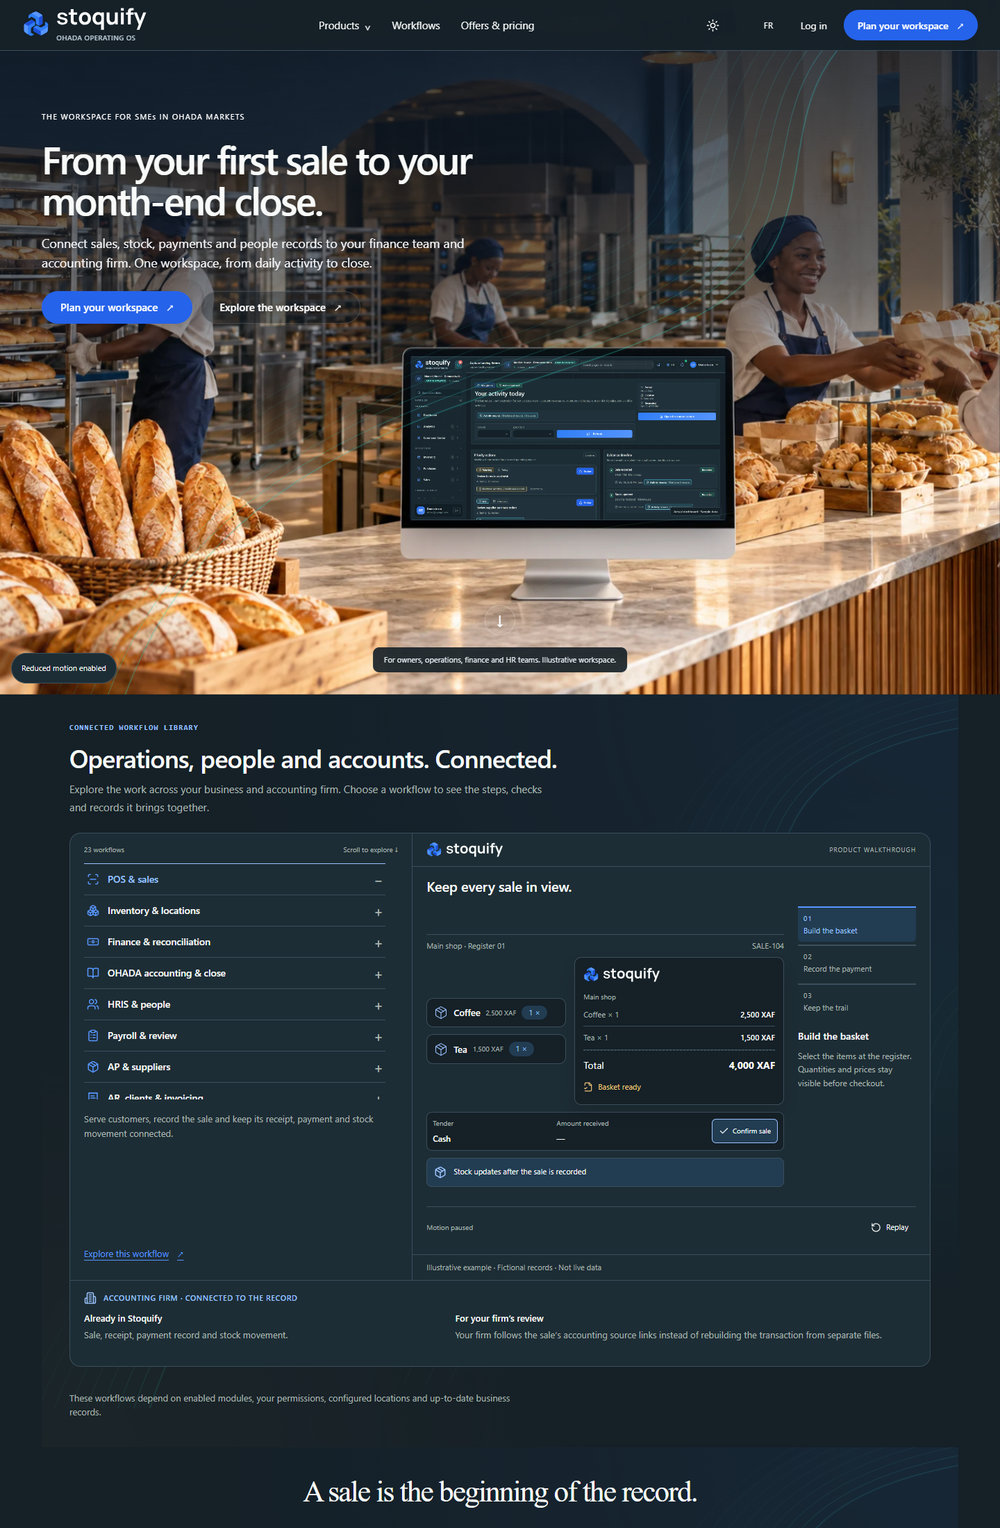 stoquify
OHADA OPERATING OS
Products
Workflows
Offers & pricing
FR
Log in
Plan your workspace ↗
THE WORKSPACE FOR SMEs IN OHADA MARKETS
From your first sale to your
month-end close.
Connect sales, stock, payments and people records to your finance team and
accounting firm. One workspace, from daily activity to close.
Plan your workspace ↗
Explore the workspace ↗
stoquify
Your activity today
↓
For owners, operations, finance and HR teams. Illustrative workspace.
Reduced motion enabled
CONNECTED WORKFLOW LIBRARY
Operations, people and accounts. Connected.
Explore the work across your business and accounting firm. Choose a workflow to see the steps, checks
and records it brings together.
23 workflows
Scroll to explore ↓
POS & sales –
Inventory & locations +
Finance & reconciliation +
OHADA accounting & close +
HRIS & people +
Payroll & review +
AP & suppliers +
AR, clients & invoicing
Serve customers, record the sale and keep its receipt, payment and stock
movement connected.
Explore this workflow ↗
stoquify
PRODUCT WALKTHROUGH
Keep every sale in view.
Main shop · Register 01
SALE-104
Coffee 2,500 XAF 1 ×
Tea 1,500 XAF 1 ×
stoquify
Main shop
Coffee × 1 2,500 XAF
Tea × 1 1,500 XAF
Total 4,000 XAF
Basket ready
Tender
Cash
Amount received
—
Confirm sale
Stock updates after the sale is recorded
01
Build the basket
02
Record the payment
03
Keep the trail
Build the basket
Select the items at the register.
Quantities and prices stay
visible before checkout.
Motion paused
Replay
Illustrative example · Fictional records · Not live data
ACCOUNTING FIRM · CONNECTED TO THE RECORD
Already in Stoquify
Sale, receipt, payment record and stock movement.
For your firm's review
Your firm follows the sale's accounting source links instead of rebuilding the transaction from separate files.
These workflows depend on enabled modules, your permissions, configured locations and up-to-date business
records.
A sale is the beginning of the record.